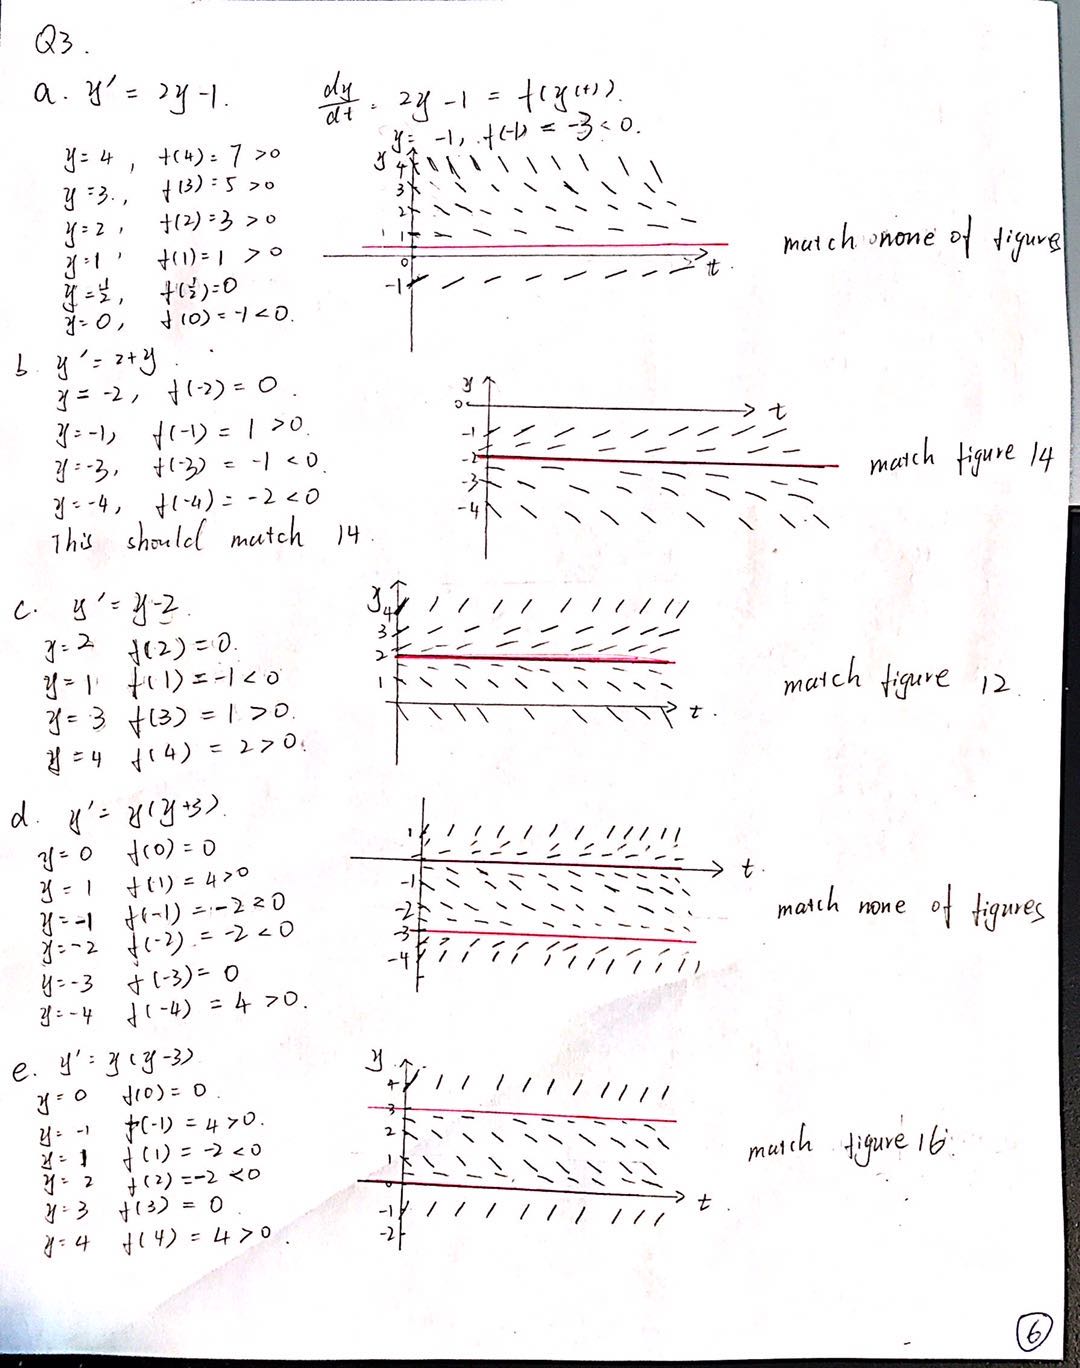 Q3.
a. y' = 2y-1. dy/dt = 2y-1 = f(y(t)).
y= -1, f(-1) = -3<0.
y=4, f(4)=7 >0
y=3., f(3)=5 >0
y=2, f(2)=3 >0
y=1, f(1)=1 >0
y=1/2, f(1/2)=0
y=0, f(0)=-1<0.
y
4
3
2
1
0
-1
t.
match none of figures
b. y' = 2+y.
y=-2, f(-2)=0.
y=-1, f(-1) = 1 >0.
y=-3, f(-3) = -1 <0.
y=-4, f(-4) = -2<0
This should match 14.
y
0
-1
-2
-3
-4
t
match figure 14
c. y' = y-2.
y=2 f(2)=0.
y=1 f(1)=-1<0
y=3 f(3)=1>0.
y=4 f(4) = 2>0.
y
4
3
2
1
t.
match figure 12.
d. y' = y(y+3).
y=0 f(0)=0
y=1 f(1)=4>0
y=-1 f(-1)=-2<0
y=-2 f(-2)=-2<0
y=-3 f(-3)=0
y=-4 f(-4) = 4 >0.
1
-1
-2
-3
-4
t.
match none of figures
e. y' = y(y-3)
y=0 f(0)=0.
y=-1 f(-1)=4>0.
y=1 f(1)=-2<0
y=2 f(2)=-2<0
y=3 f(3)=0.
y=4 f(4)=4>0.
y
4
3
2
1
0
-1
-2
t
match figure 16.
6